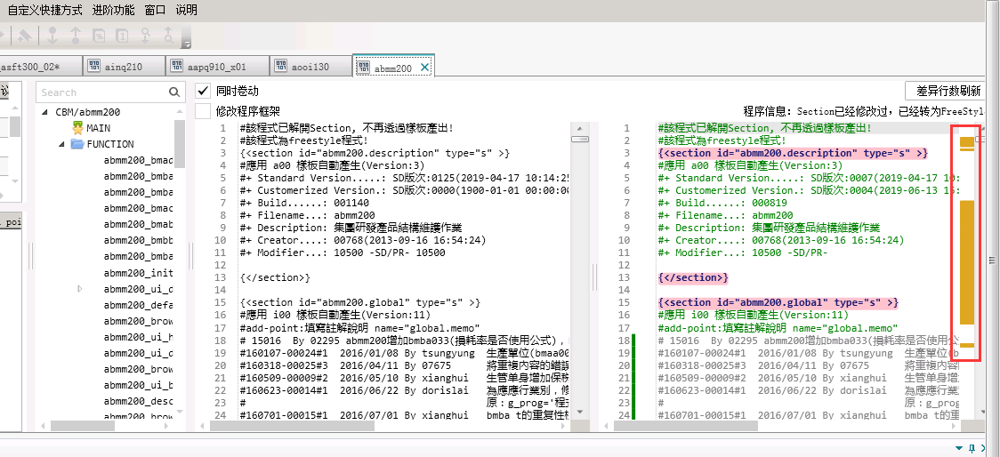 自定义快捷方式 进阶功能 窗口 说明
asft300_02* ainq210 aapq910_x01 aooi130 abmm200
Search
同时卷动
差异行数刷新
修改程序框架
程序信息: Section已经修改过，已经转为FreeStyle
CBM/abmm200
MAIN
FUNCTION
abmm200_bmac
abmm200_bmba
abmm200_bmba
abmm200_bmac
abmm200_bmab
abmm200_bmbb
abmm200_bmba
abmm200_init
abmm200_ui_d
abmm200_defa
abmm200_brow
abmm200_ui_h
abmm200_ui_d
abmm200_brow
abmm200_ui_b
abmm200_desc
abmm200_brow
poin
1 #該程式已解開Section, 不再透過樣板產出!
2 #該程式為freestyle程式!
3 {<section id="abmm200.description" type="s" >}
4 #應用 a00 樣板自動產生(Version:3)
5 #+ Standard Version.....: SD版次:0125(2019-04-17 10:14:25
6 #+ Customerized Version.: SD版次:0000(1900-01-01 00:00:00
7 #+ Build......: 001140
8 #+ Filename...: abmm200
9 #+ Description: 集團研發產品結構維護作業
10 #+ Creator....: 00768(2013-09-16 16:54:24)
11 #+ Modifier...: 10500 -SD/PR- 10500
12
13 {</section>}
14
15 {<section id="abmm200.global" type="s" >}
16 #應用 i00 樣板自動產生(Version:11)
17 #add-point:填寫註解說明 name="global.memo"
18 # 15016  By 02295 abmm200增加bmba033(損耗率是否使用公式)，
19 #160107-00024#1  2016/01/08 By tsungyung  生產單位(bmaa00
20 #160318-00025#3  2016/04/11 By 07675  將重複內容的錯誤
21 #160509-00009#2  2016/05/10 By xianghui  生管单身增加保税
22 #160623-00014#1  2016/06/22 By dorislai  為應應行業別，修
23 #  原：g_prog='程式
24 #160701-00015#1  2016/07/01 By xianghui  bmba_t的重复性检
1 #該程式已解開Section, 不再透過樣板產出!
2 #該程式為freestyle程式!
3 {<section id="abmm200.description" type="s" >}
4 #應用 a00 樣板自動產生(Version:3)
5 #+ Standard Version.....: SD版次:0007(2019-04-17 10:
6 #+ Customerized Version.: SD版次:0004(2019-06-13 15:
7 #+ Build......: 000819
8 #+ Filename...: abmm200
9 #+ Description: 集團研發產品結構維護作業
10 #+ Creator....: 00768(2013-09-16 16:54:24)
11 #+ Modifier...: 10500 -SD/PR-
12
13 {</section>}
14
15 {<section id="abmm200.global" type="s" >}
16 #應用 i00 樣板自動產生(Version:11)
17 #add-point:填寫註解說明 name="global.memo"
18 # 15016  By 02295 abmm200增加bmba033(損耗率是否使用公式
19 #160107-00024#1  2016/01/08 By tsungyung  生產單位(bm
20 #160318-00025#3  2016/04/11 By 07675  將重複內容的
21 #160509-00009#2  2016/05/10 By xianghui  生管单身增
22 #160623-00014#1  2016/06/22 By dorislai  為應應行業
23 #  原：g_prog
24 #160701-00015#1  2016/07/01 By xianghui  bmba_t的重